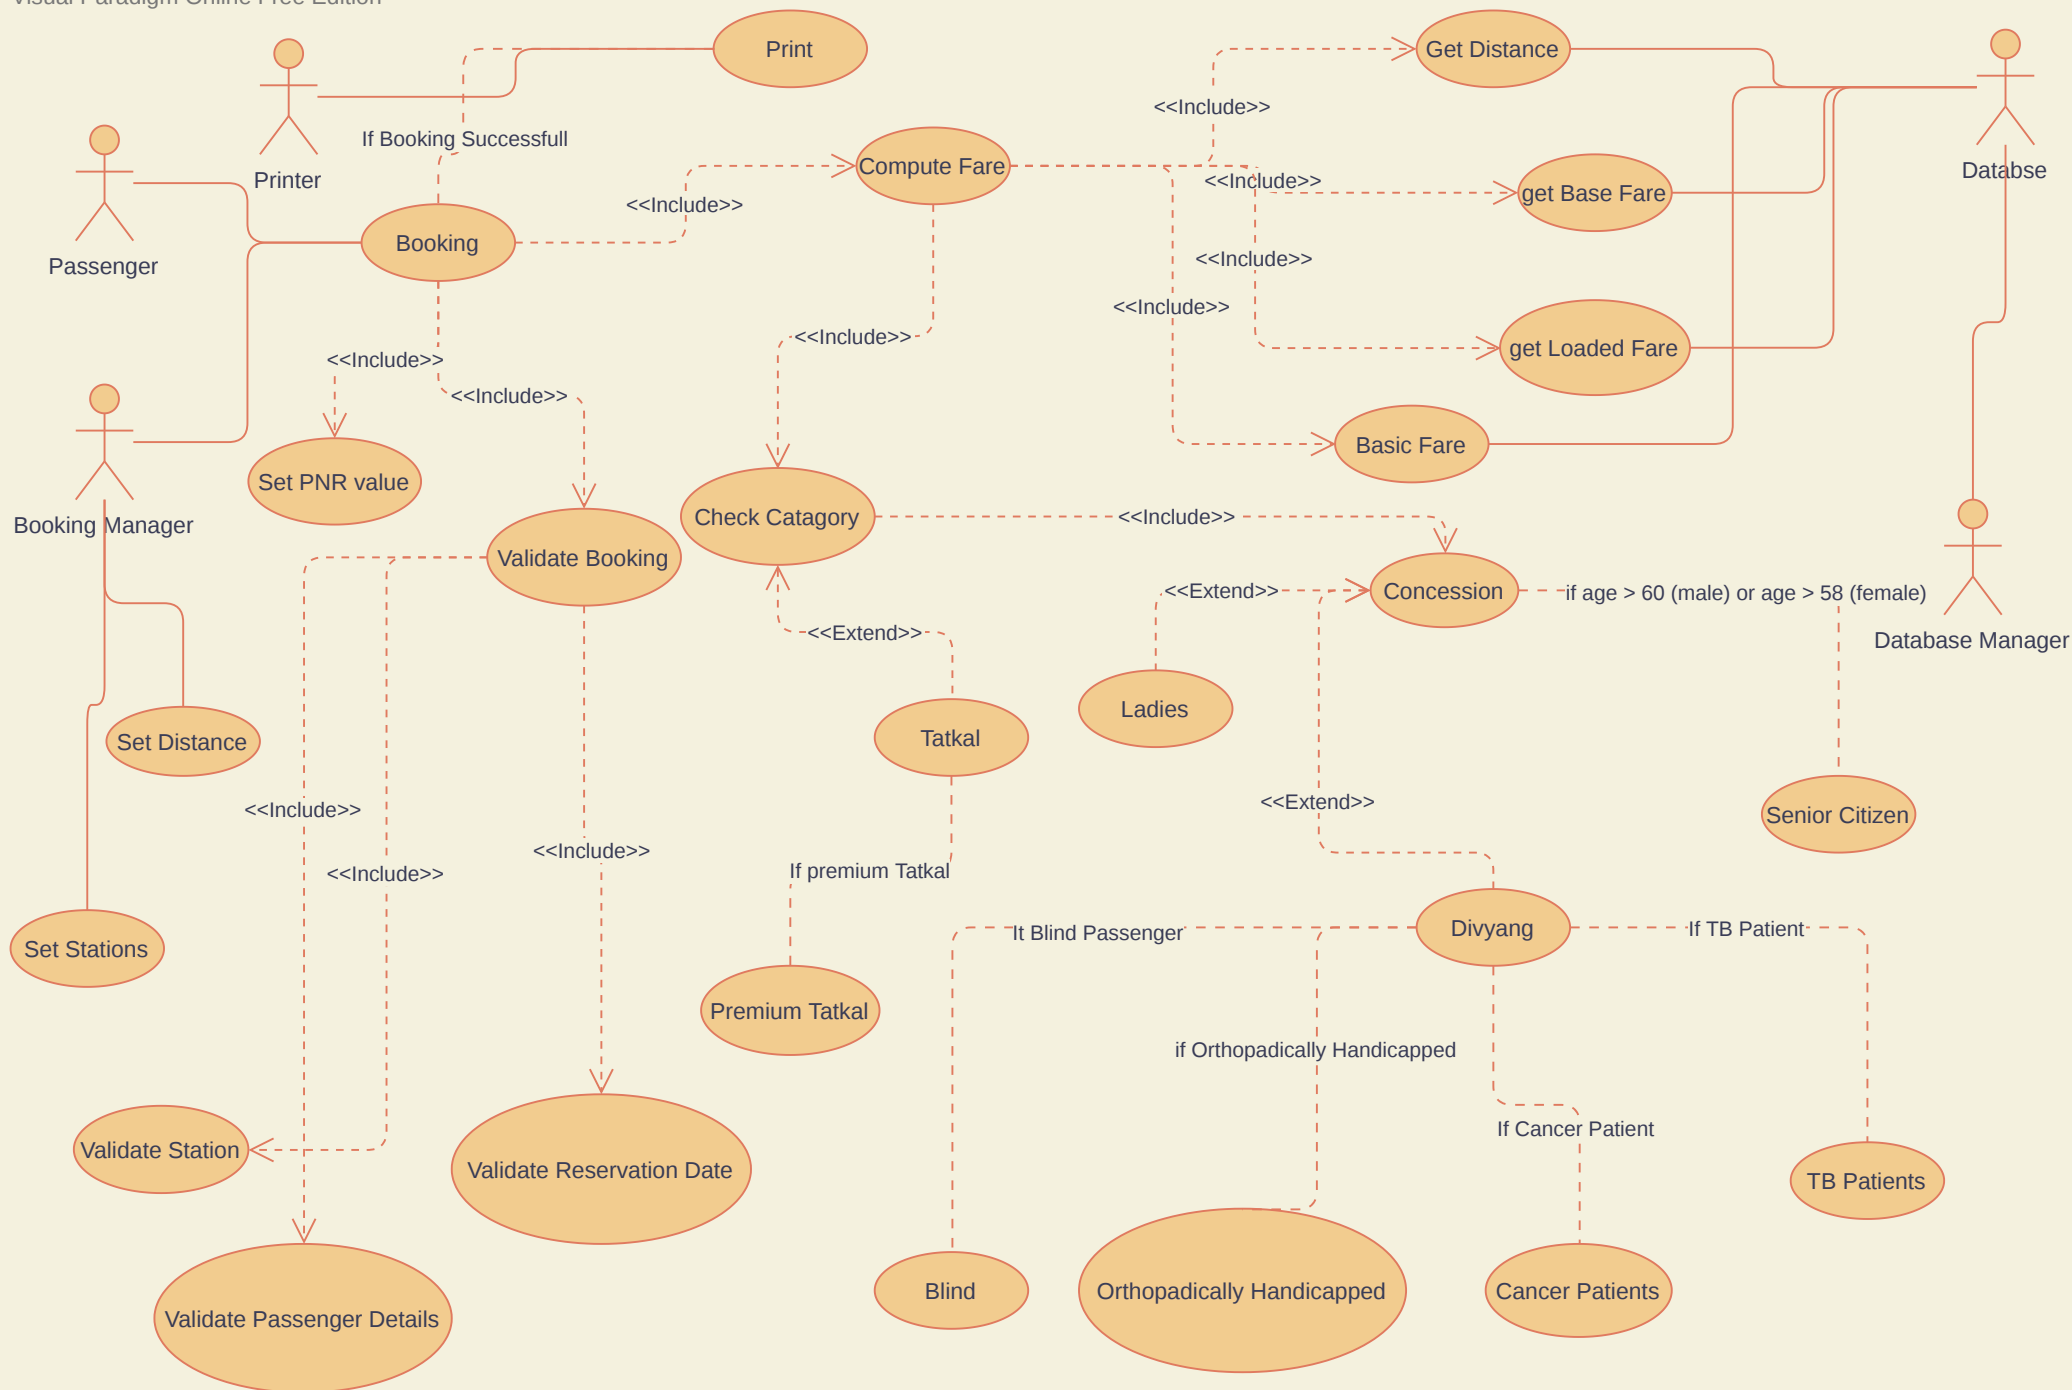 Visual Paradigm Online Free Edition
Print
Get Distance
<<Include>>
If Booking Successfull
Compute Fare
Printer
Databse
<<Include>>
get Base Fare
<<Include>>
Booking
Passenger
<<Include>>
<<Include>>
<<Include>>
get Loaded Fare
<<Include>>
<<Include>>
Basic Fare
Set PNR value
Check Catagory
<<Include>>
Booking Manager
Validate Booking
<<Extend>>
Concession
if age > 60 (male) or age > 58 (female)
<<Extend>>
Database Manager
Ladies
Tatkal
Set Distance
<<Extend>>
<<Include>>
Senior Citizen
<<Include>>
<<Include>>
If premium Tatkal
It Blind Passenger
Divyang
If TB Patient
Set Stations
Premium Tatkal
if Orthopadically Handicapped
If Cancer Patient
Validate Station
Validate Reservation Date
TB Patients
Blind
Orthopadically Handicapped
Cancer Patients
Validate Passenger Details